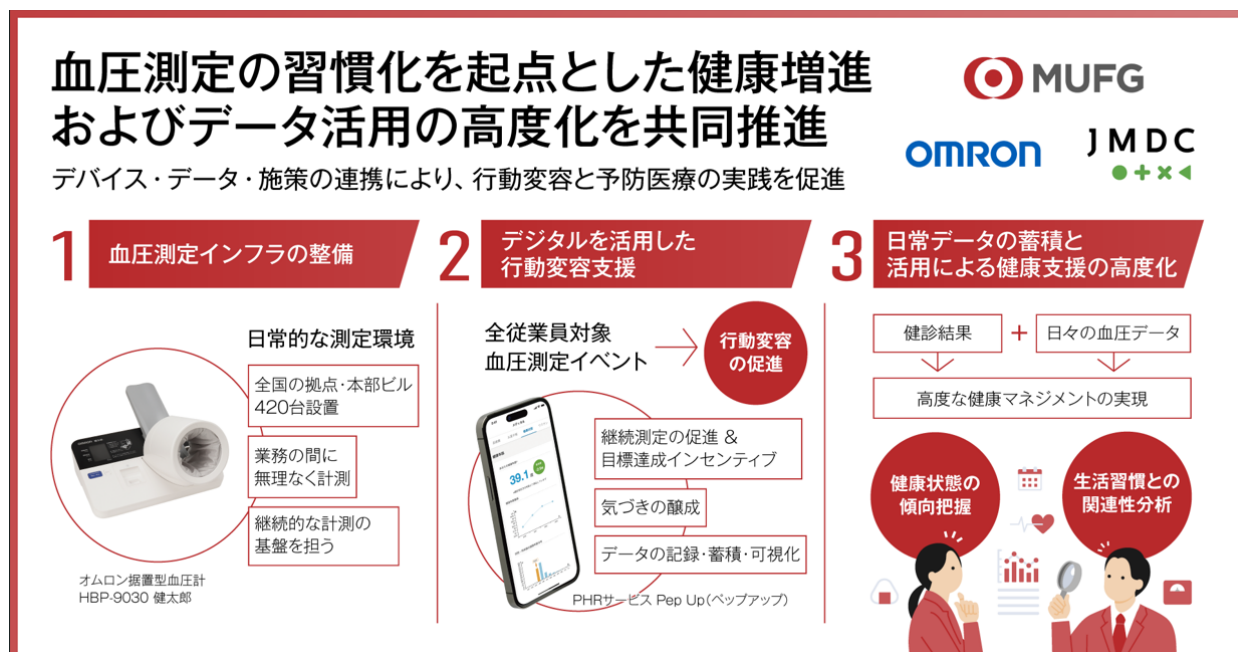 血圧測定の習慣化を起点とした健康増進
およびデータ活用の高度化を共同推進
デバイス・データ・施策の連携により、行動変容と予防医療の実践を促進
MUFG
OMRON
JMDC
1
血圧測定インフラの整備
日常的な測定環境
全国の拠点・本部ビル
420台設置
業務の間に
無理なく計測
継続的な計測の
基盤を担う
オムロン据置型血圧計
HBP-9030 健太郎
2
デジタルを活用した
行動変容支援
全従業員対象
血圧測定イベント
行動変容
の促進
39.1
継続測定の促進 &
目標達成インセンティブ
気づきの醸成
データの記録・蓄積・可視化
PHRサービス Pep Up（ペップアップ）
3
日常データの蓄積と
活用による健康支援の高度化
健診結果
+
日々の血圧データ
高度な健康マネジメントの実現
健康状態の
傾向把握
生活習慣との
関連性分析